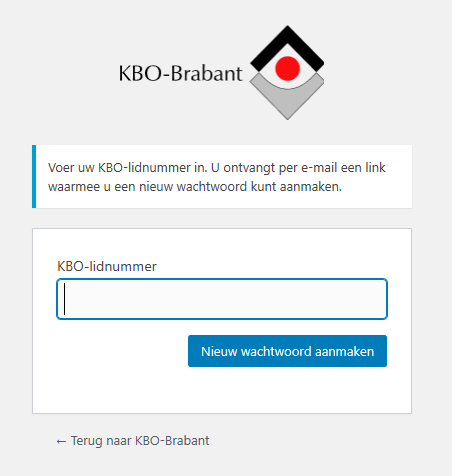 KBO-Brabant
Voer uw KBO-lidnummer in. U ontvangt per e-mail een link
waarmee u een nieuw wachtwoord kunt aanmaken.
KBO-lidnummer
Nieuw wachtwoord aanmaken
← Terug naar KBO-Brabant